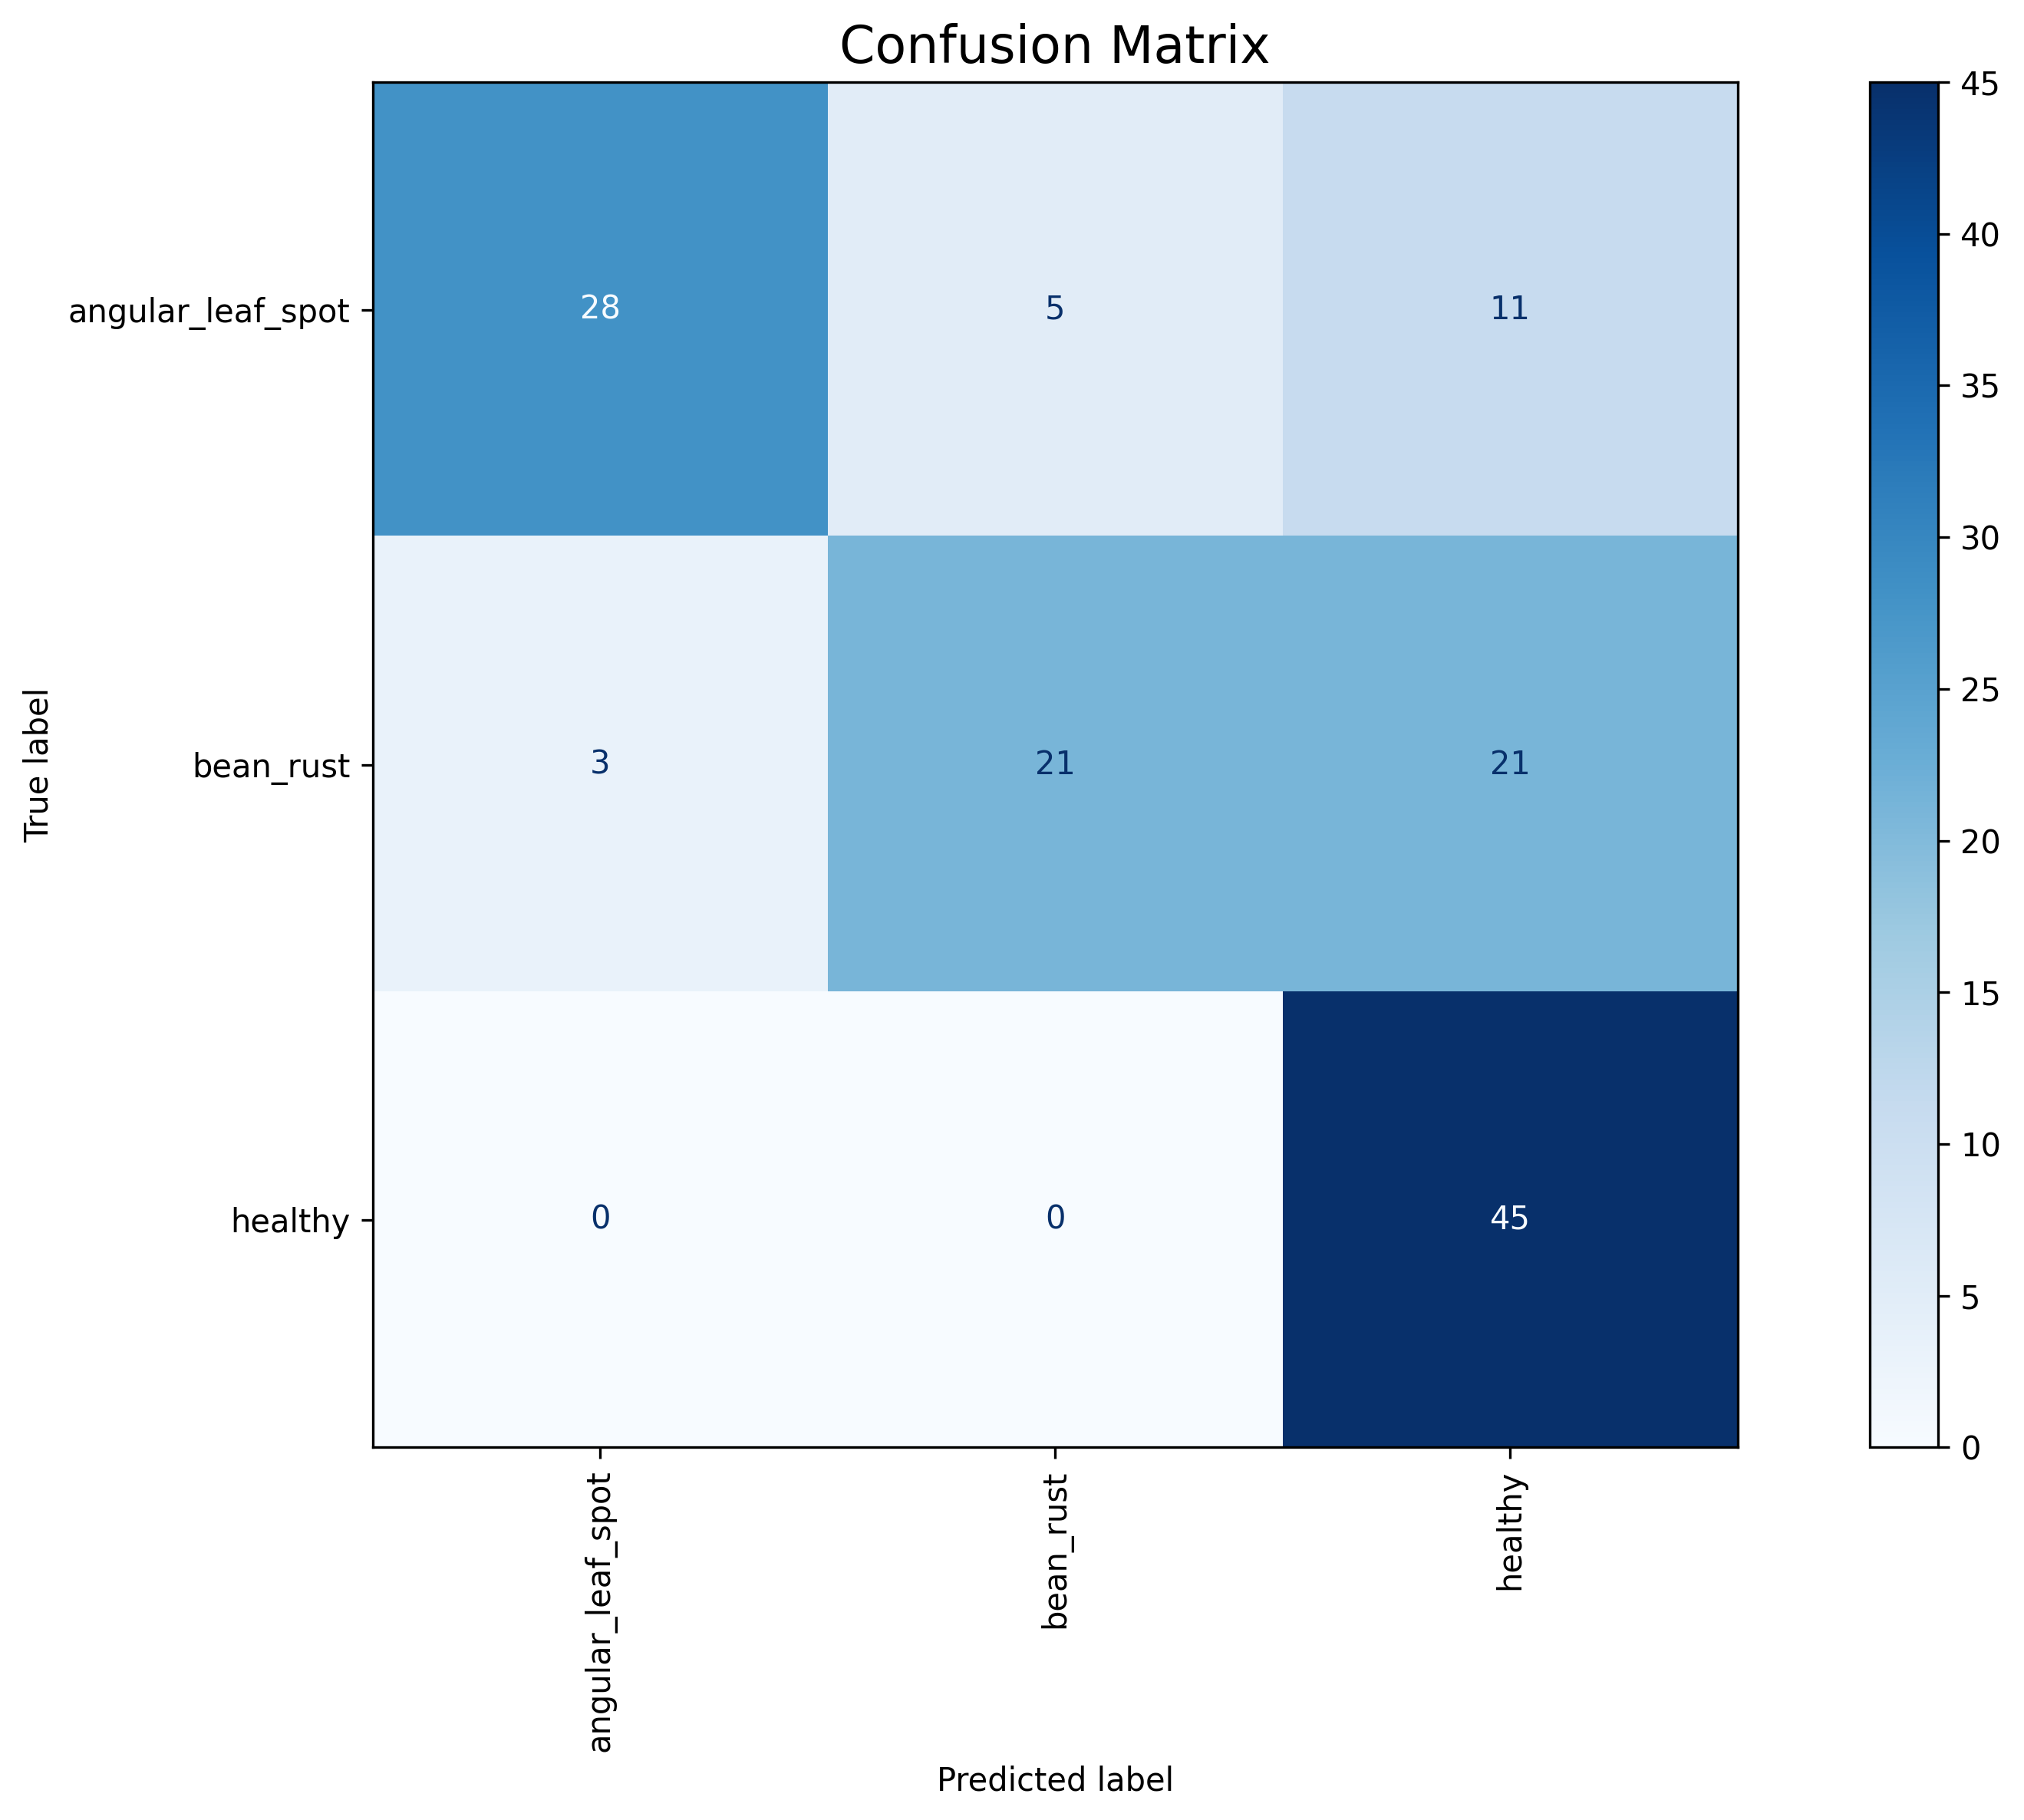 Confusion Matrix
True label
angular_leaf_spot
28 5 11
bean_rust
3 21 21
healthy
0 0 45
angular_leaf_spot
bean_rust
healthy
Predicted label
45
40
35
30
25
20
15
10
5
0